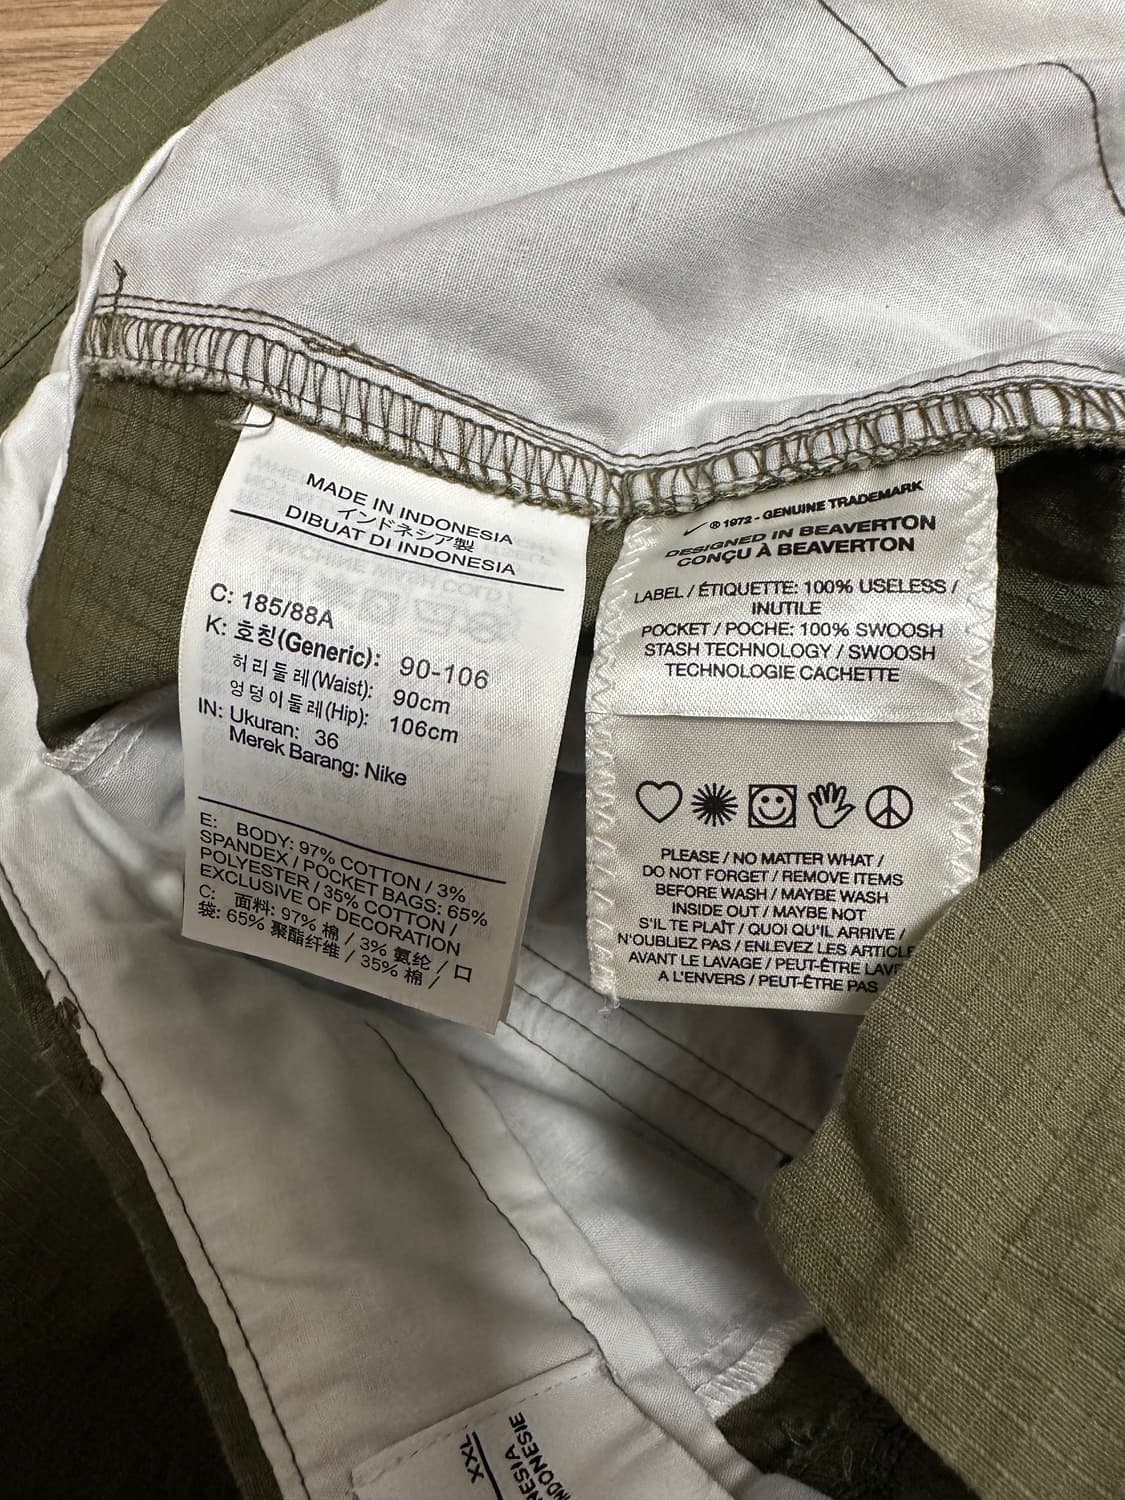 MADE IN INDONESIA
インドネシア製
DIBUAT DI INDONESIA
C: 185/88A
K: 호칭(Generic): 90-106
허리둘레(Waist): 90cm
엉덩이둘레(Hip): 106cm
IN: Ukuran: 36
Merek Barang: Nike
E: BODY: 97% COTTON / 3%
SPANDEX / POCKET BAGS: 65%
POLYESTER / 35% COTTON /
EXCLUSIVE OF DECORATION
C: 面料: 97% 棉 / 3% 氨纶 / 口
袋: 65% 聚酯纤维 / 35% 棉 /
® 1972 - GENUINE TRADEMARK
DESIGNED IN BEAVERTON
CONÇU À BEAVERTON
LABEL / ÉTIQUETTE: 100% USELESS /
INUTILE
POCKET / POCHE: 100% SWOOSH
STASH TECHNOLOGY / SWOOSH
TECHNOLOGIE CACHETTE
PLEASE / NO MATTER WHAT /
DO NOT FORGET / REMOVE ITEMS
BEFORE WASH / MAYBE WASH
INSIDE OUT / MAYBE NOT
S'IL TE PLAÎT / QUOI QU'IL ARRIVE /
N'OUBLIEZ PAS / ENLEVEZ LES ARTICLE
AVANT LE LAVAGE / PEUT-ÊTRE LAVE
A L'ENVERS / PEUT-ÊTRE PAS
XXL